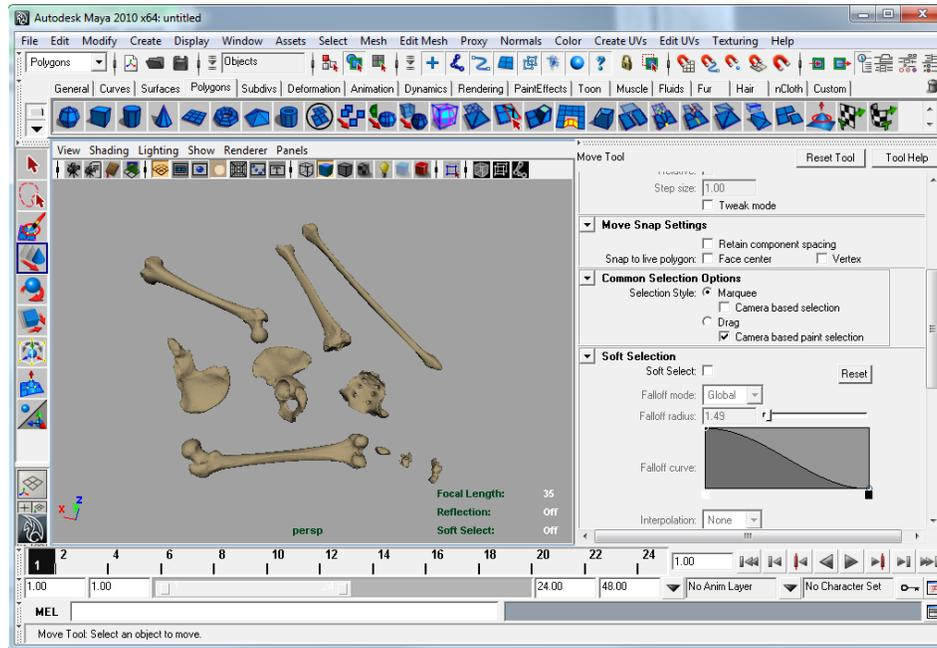 Autodesk Maya 2010 x64: untitled
File Edit Modify Create Display Window Assets Select Mesh Edit Mesh Proxy Normals Color Create UVs Edit UVs Texturing Help
Polygons Objects
General Curves Surfaces Polygons Subdivs Deformation Animation Dynamics Rendering PaintEffects Toon Muscle Fluids Fur Hair nCloth Custom
View Shading Lighting Show Renderer Panels
Move Tool Reset Tool Tool Help
Step size: 1.00
Tweak mode
Move Snap Settings
Retain component spacing
Snap to live polygon: Face center Vertex
Common Selection Options
Selection Style: Marquee
Camera based selection
Drag
Camera based paint selection
Soft Selection
Soft Select: Reset
Falloff mode: Global
Falloff radius: 1.49
Falloff curve:
Interpolation: None
Focal Length: 35
Reflection: Off
Soft Select: Off
persp
z
x
2 4 6 8 10 12 14 16 18 20 22 24
1 1.00
1.00 1.00 24.00 48.00 No Anim Layer No Character Set
MEL
Move Tool: Select an object to move.